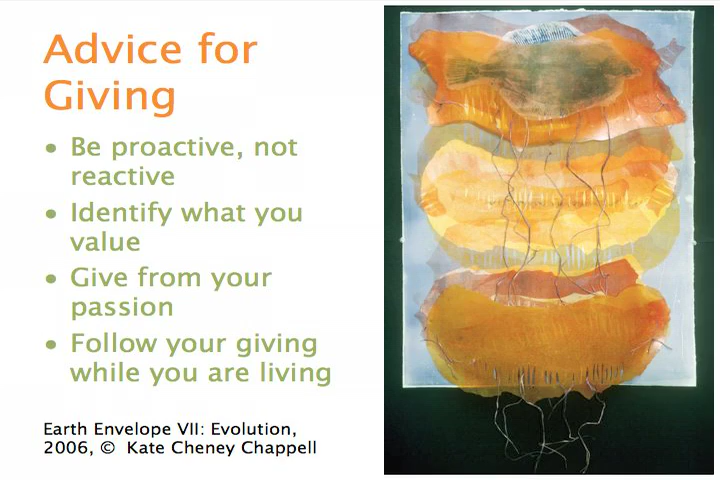 Advice for
Giving
• Be proactive, not
reactive
• Identify what you
value
• Give from your
passion
• Follow your giving
while you are living
Earth Envelope VII: Evolution,
2006, © Kate Cheney Chappell